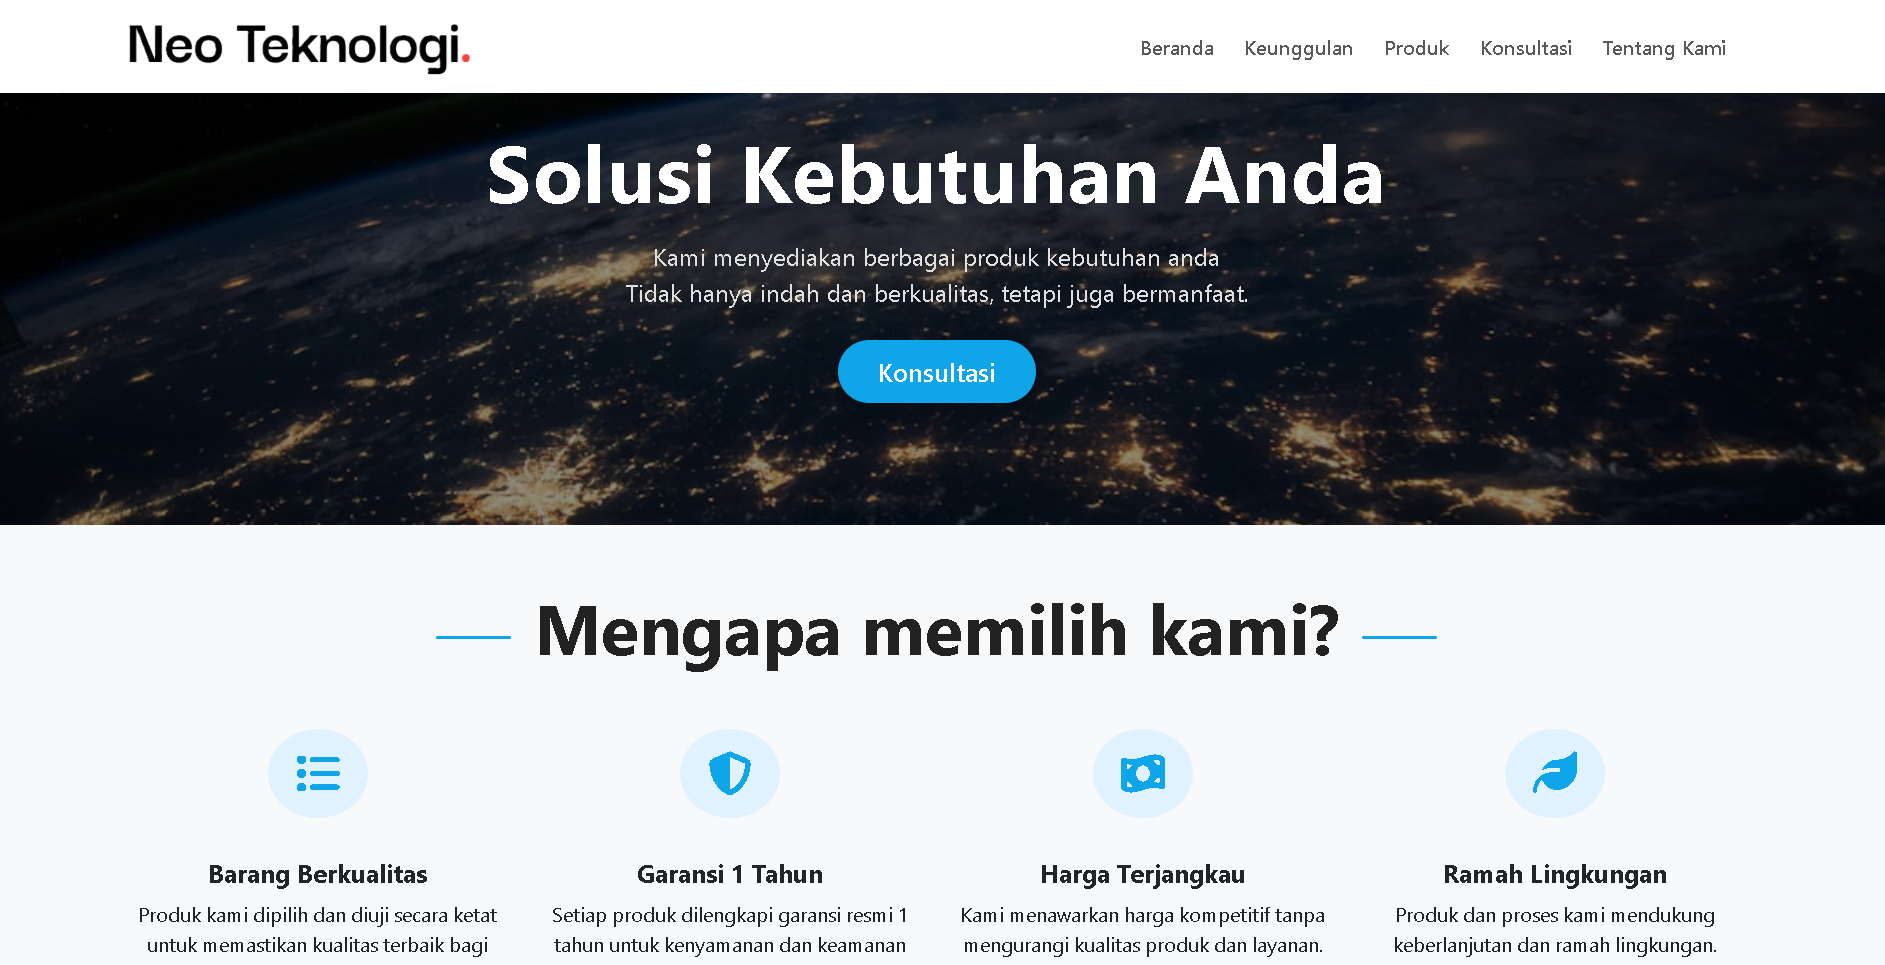 Neo Teknologi.
Beranda Keunggulan Produk Konsultasi Tentang Kami
Solusi Kebutuhan Anda
Kami menyediakan berbagai produk kebutuhan anda
Tidak hanya indah dan berkualitas, tetapi juga bermanfaat.
Konsultasi
Mengapa memilih kami?
Barang Berkualitas
Produk kami dipilih dan diuji secara ketat
untuk memastikan kualitas terbaik bagi
Garansi 1 Tahun
Setiap produk dilengkapi garansi resmi 1
tahun untuk kenyamanan dan keamanan
Harga Terjangkau
Kami menawarkan harga kompetitif tanpa
mengurangi kualitas produk dan layanan.
Ramah Lingkungan
Produk dan proses kami mendukung
keberlanjutan dan ramah lingkungan.